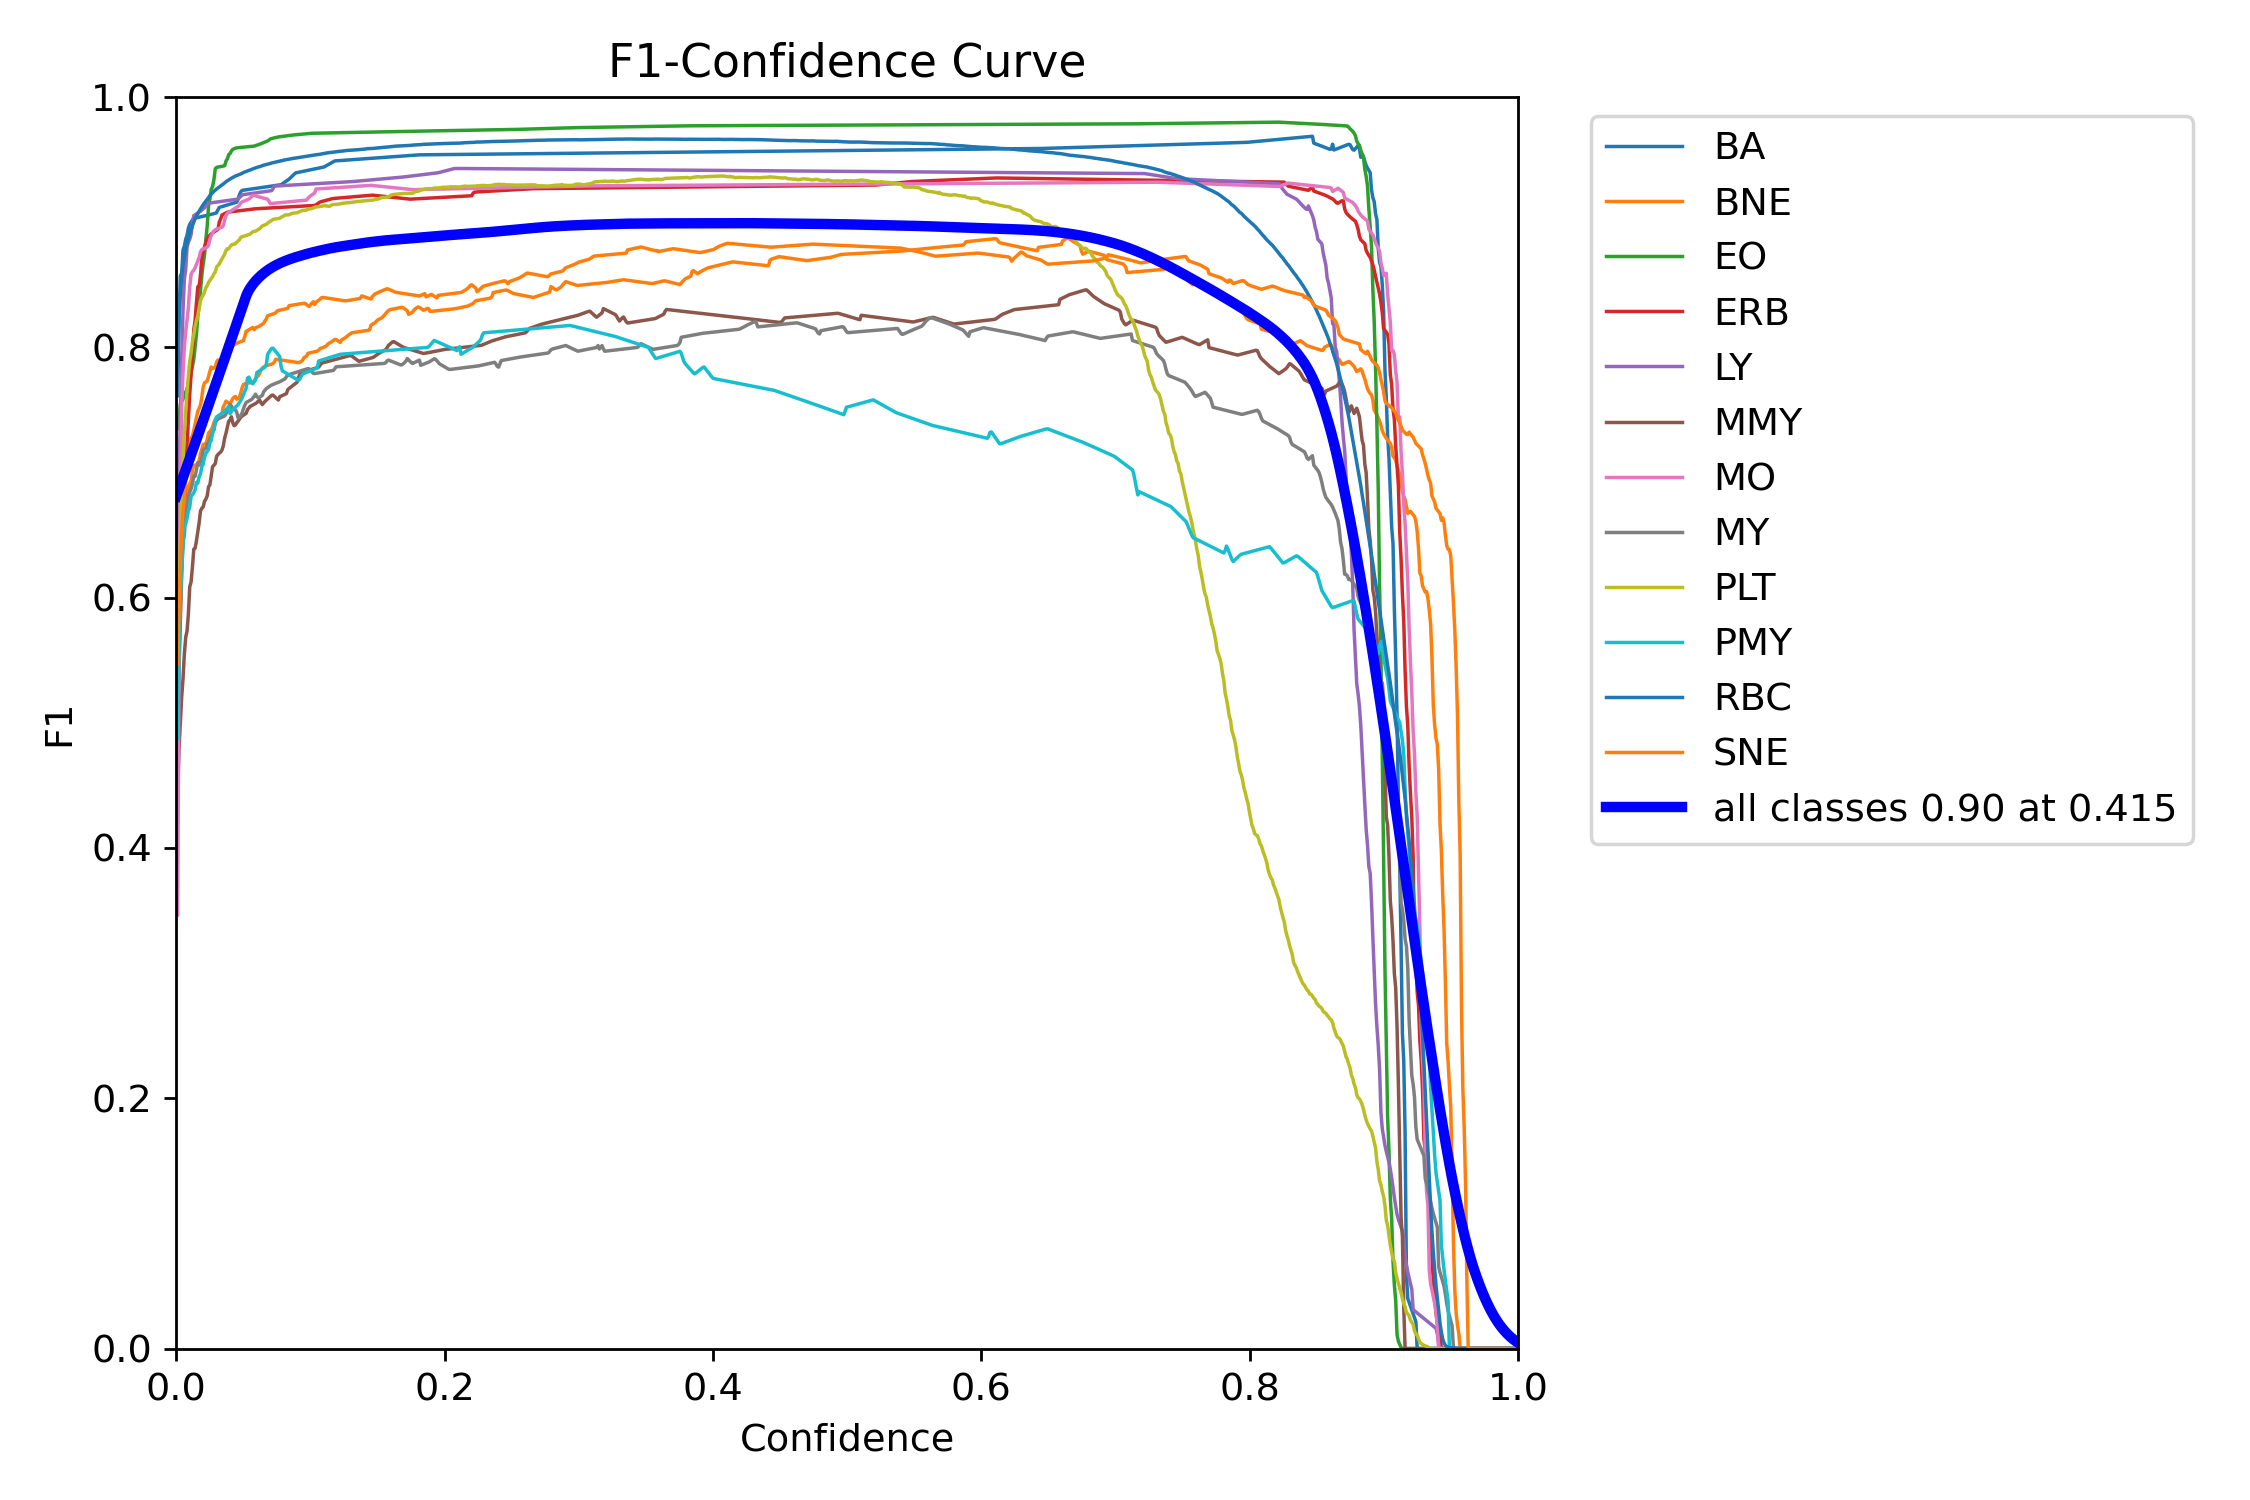 F1-Confidence Curve
1.0
0.8
0.6
0.4
0.2
0.0
F1
0.0 0.2 0.4 0.6 0.8 1.0
Confidence
BA
BNE
EO
ERB
LY
MMY
MO
MY
PLT
PMY
RBC
SNE
all classes 0.90 at 0.415